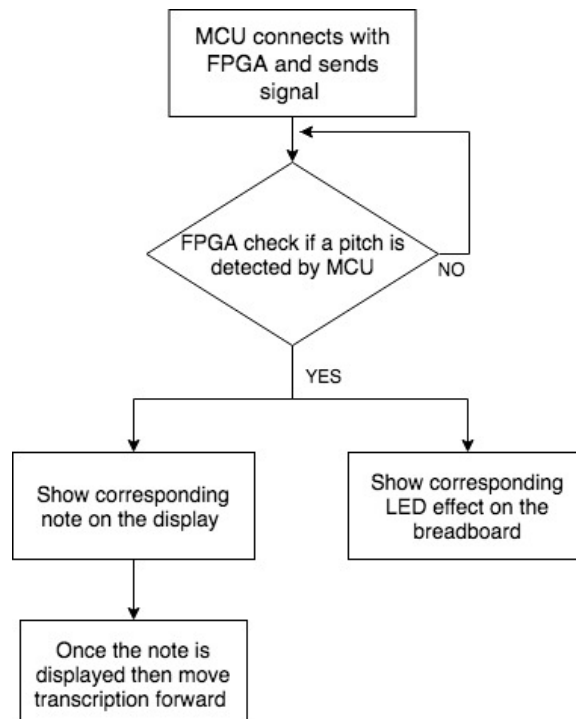 MCU connects with
FPGA and sends
signal
FPGA check if a pitch is
detected by MCU
NO
YES
Show corresponding
note on the display
Show corresponding
LED effect on the
breadboard
Once the note is
displayed then move
transcription forward